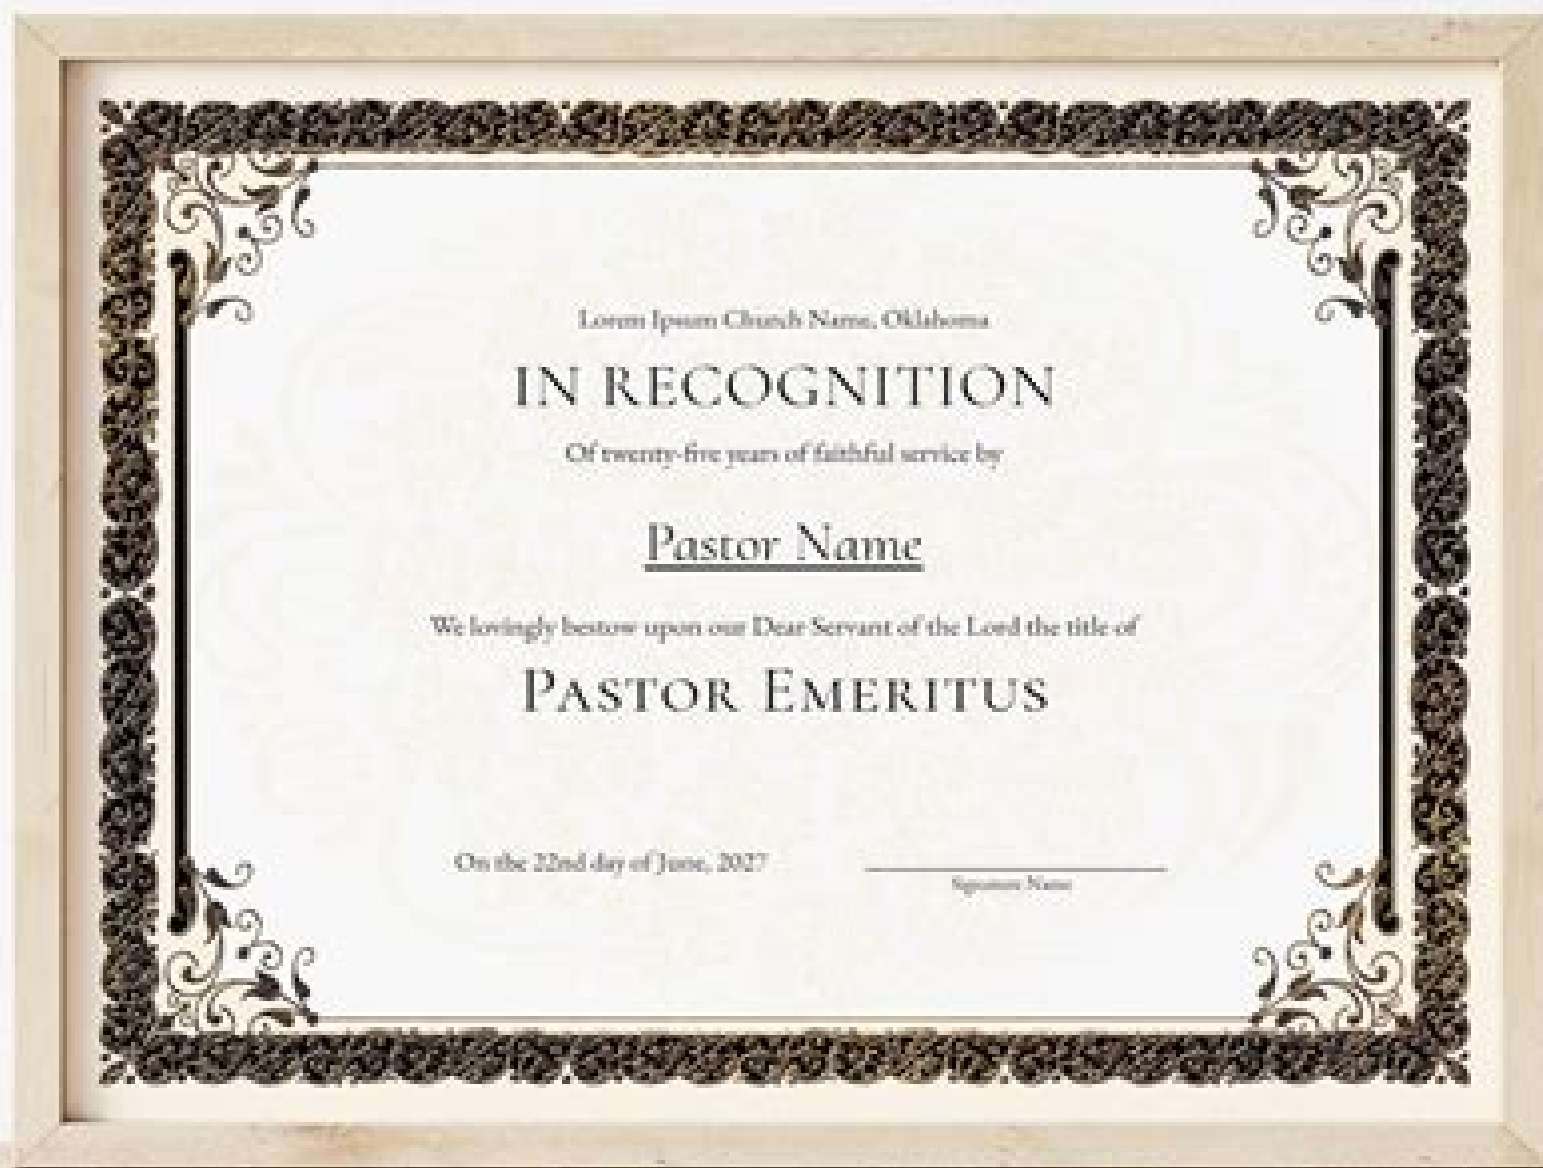 Lorem Ipsum Church Name, Oklahoma
IN RECOGNITION
Of twenty-five years of faithful service by
Pastor Name
We lovingly bestow upon our Dear Servant of the Lord the title of
PASTOR EMERITUS
On the 22nd day of June, 2027
Signature Name